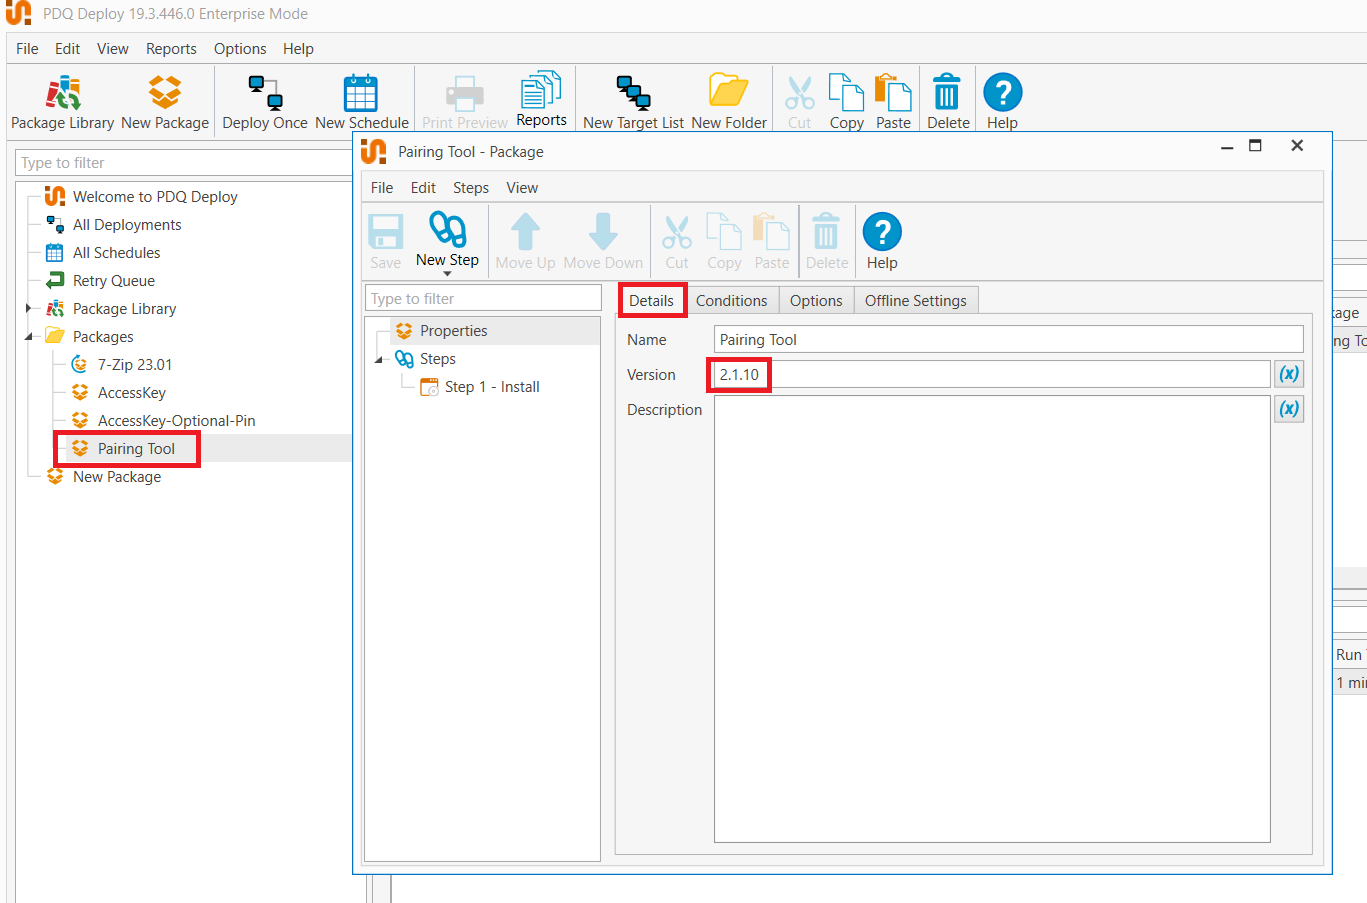 PDQ Deploy 19.3.446.0 Enterprise Mode
File Edit View Reports Options Help
Package Library New Package Deploy Once New Schedule Print Preview Reports New Target List New Folder Cut Copy Paste Delete Help
Type to filter
Welcome to PDQ Deploy
All Deployments
All Schedules
Retry Queue
Package Library
Packages
7-Zip 23.01
AccessKey
AccessKey-Optional-Pin
Pairing Tool
New Package
Pairing Tool - Package
File Edit Steps View
Save New Step Move Up Move Down Cut Copy Paste Delete Help
Type to filter
Properties
Steps
Step 1 - Install
Details Conditions Options Offline Settings
Name Pairing Tool
Version 2.1.10 (x)
Description (x)
Run
1